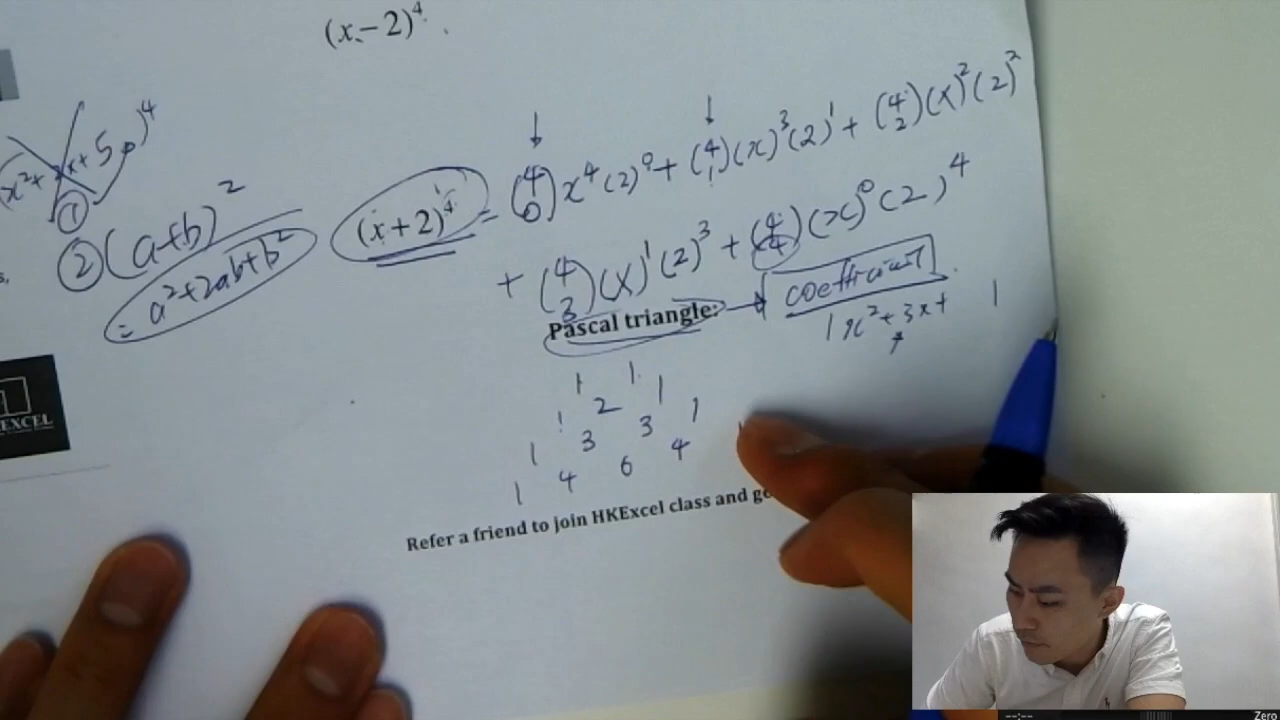 (x−2)⁴
(x²+x+5)⁴
①
②(a+b)²
= a²+2ab+b²
(x+2)⁴ = (4 0)x⁴(2)⁰ + (4 1)(x)³(2)¹ + (4 2)(x)²(2)²
+ (4 3)(x)¹(2)³ + (4 4)(x)⁰(2)⁴
Pascal triangle: → coefficient
1x²+3x+1
1 1
1 2 1
1 3 3 1
1 4 6 4
EXCEL
Refer a friend to join HKExcel class and
Zero